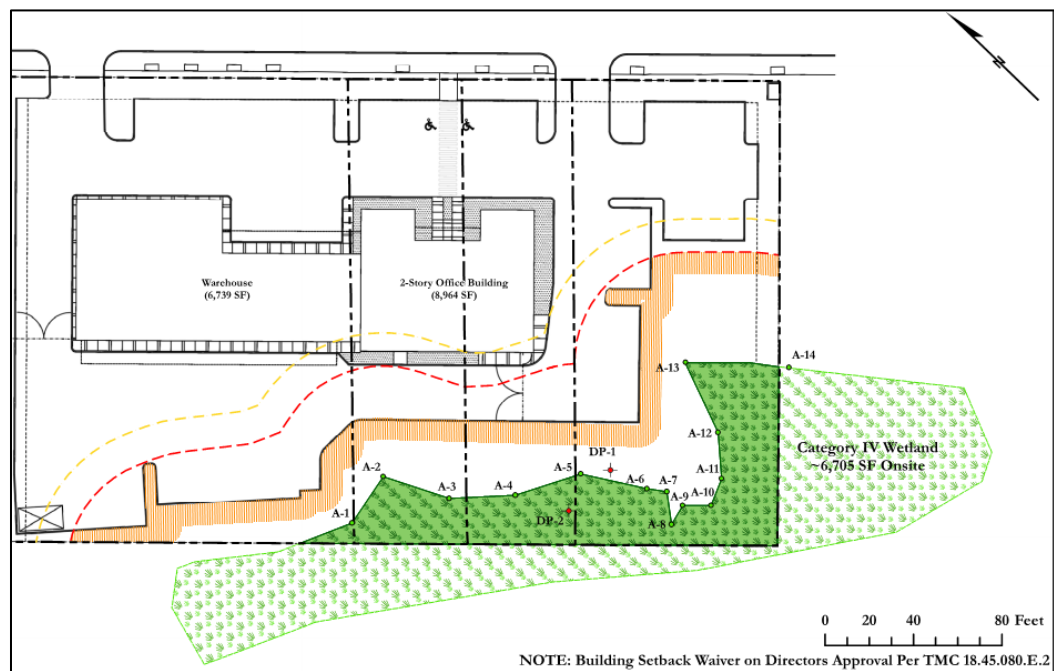 N
Warehouse
(6,739 SF)
2-Story Office Building
(8,964 SF)
A-13
A-14
A-12
Category IV Wetland
~6,705 SF Onsite
DP-1
A-2
A-5
A-11
A-6
A-7
A-3
A-4
A-9
A-10
A-1
DP-2
A-8
0 20 40 80 Feet
NOTE: Building Setback Waiver on Directors Approval Per TMC 18.45.080.E.2